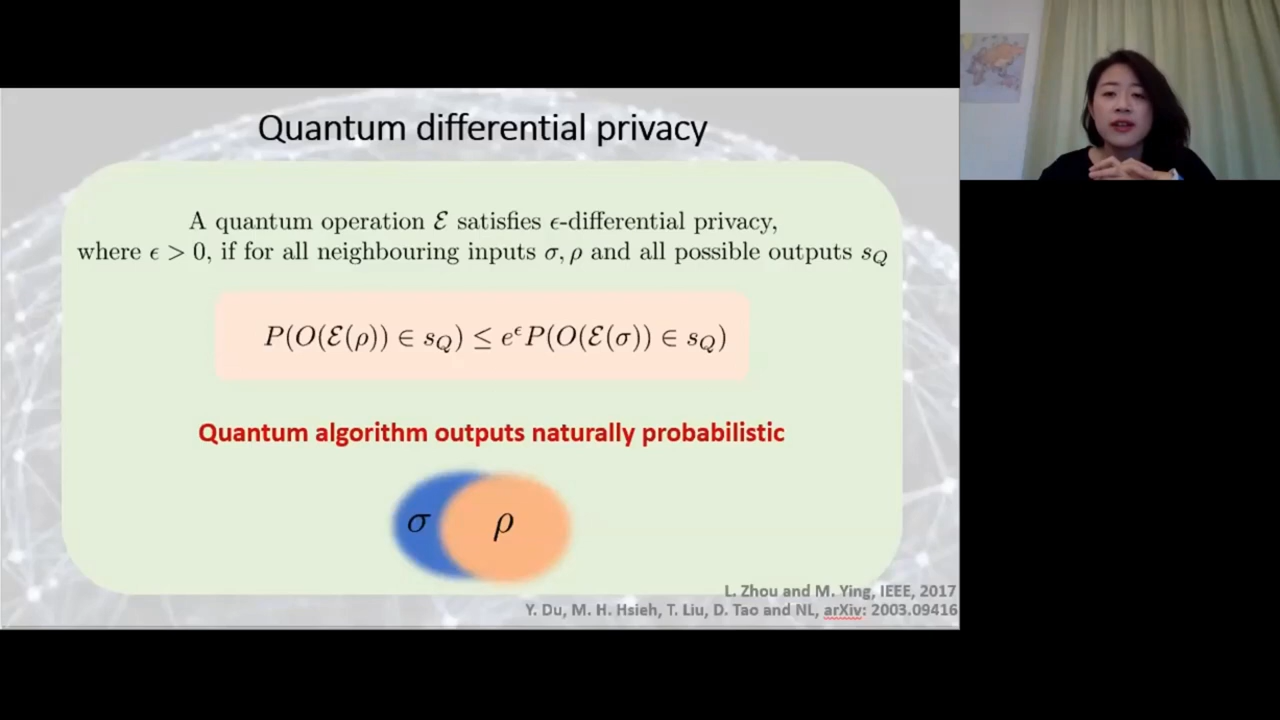 Quantum differential privacy
A quantum operation ℰ satisfies ϵ-differential privacy,
where ϵ > 0, if for all neighbouring inputs σ, ρ and all possible outputs s_Q
P(O(ℰ(ρ)) ∈ s_Q) ≤ e^ϵ P(O(ℰ(σ)) ∈ s_Q)
Quantum algorithm outputs naturally probabilistic
σ ρ
L. Zhou and M. Ying, IEEE, 2017
Y. Du, M. H. Hsieh, T. Liu, D. Tao and NL, arXiv: 2003.09416